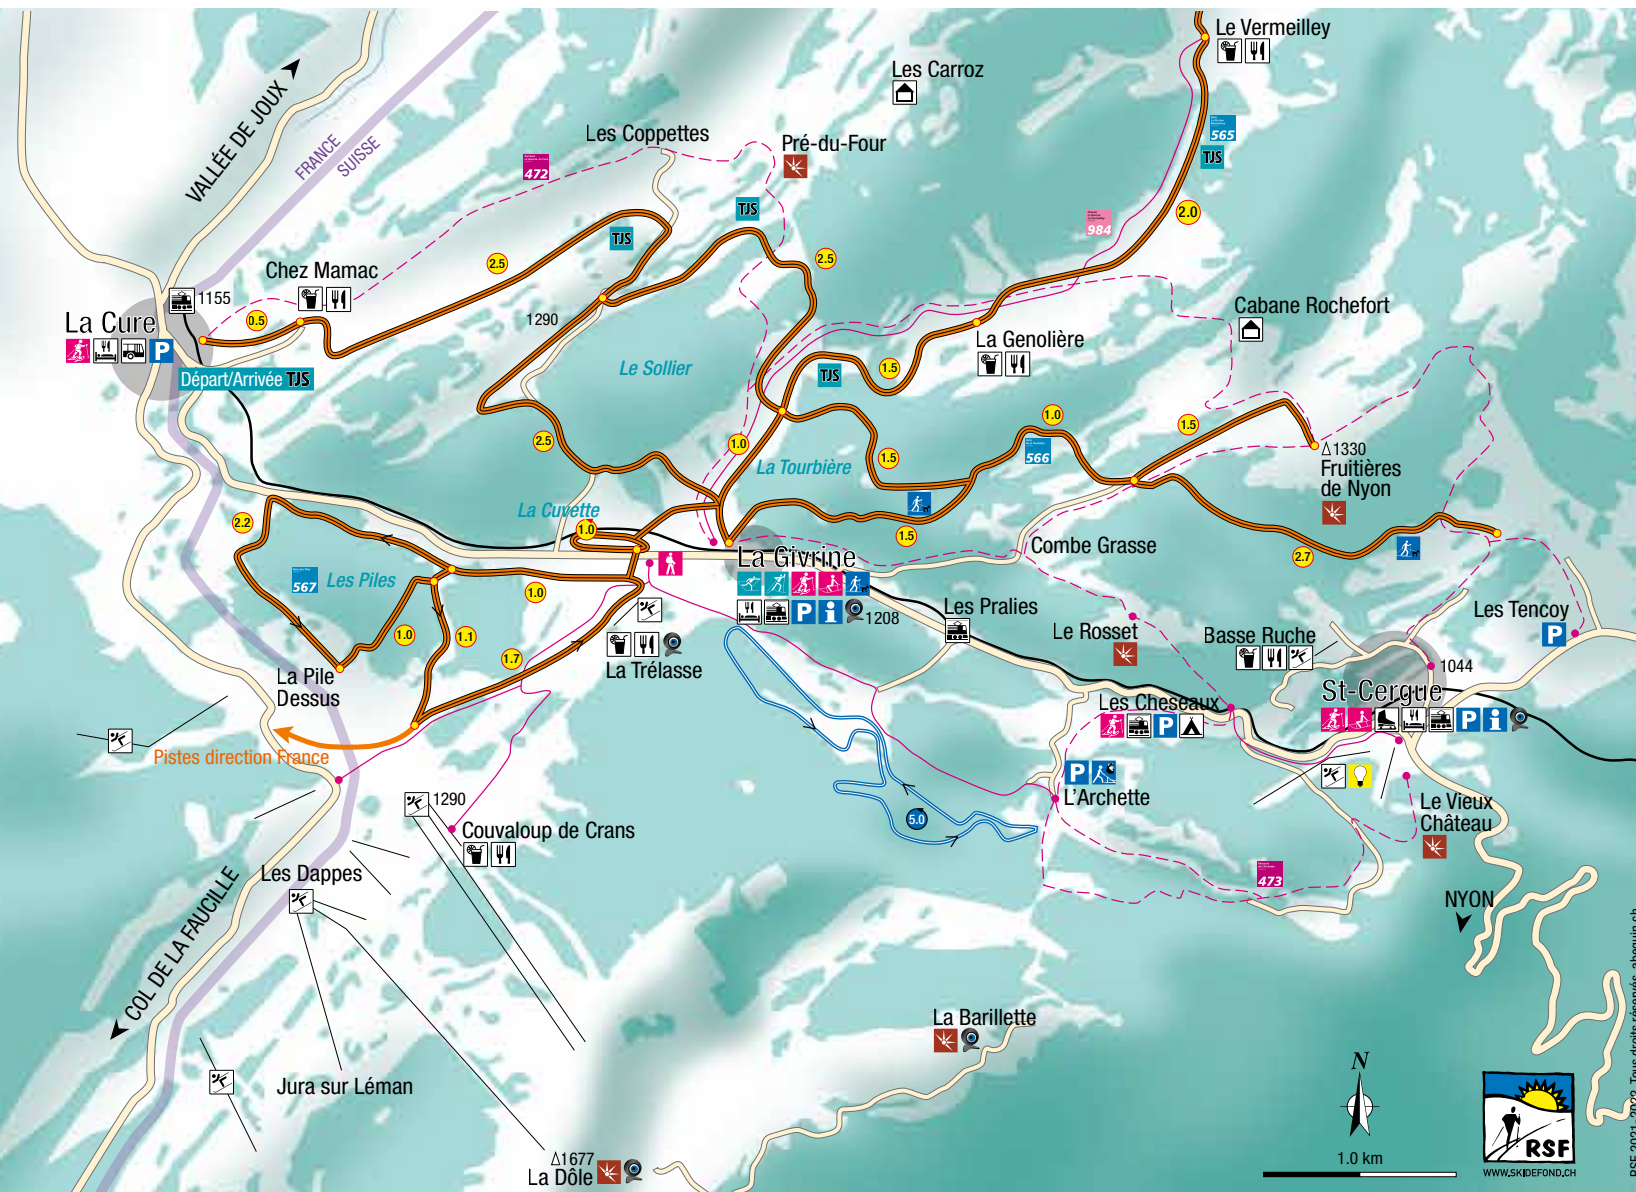 Le Vermeilley
Les Carroz
VALLÉE DE JOUX
FRANCE
SUISSE
Les Coppettes
Pré-du-Four
565
TJS
472
TJS
2.0
984
TJS
2.5
2.5
Chez Mamac
1155
Cabane Rochefort
La Cure
0.5
1290
La Genolière
P
Départ/Arrivée TJS
Le Sollier
TJS
1.5
1.0
1.5
2.5
1.0
566
Δ1330
Fruitières
de Nyon
La Tourbière
1.5
La Cuvette
2.2
1.0
1.5
Combe Grasse
2.7
La Givrine
567
Les Piles
1.0
P i 1208
Les Pralies
Les Tencoy
P
1.0
1.1
Le Rosset
Basse Ruche
1.7
La Trélasse
1044
La Pile
Dessus
St-Cergue
Les Cheseaux
P
P i
Pistes direction France
P
L'Archette
1290
5.0
Le Vieux
Château
Couvaloup de Crans
Les Dappes
473
NYON
COL DE LA FAUCILLE
La Barillette
Jura sur Léman
N
1.0 km
RSF
WWW.SKIDEFOND.CH
Δ1677
La Dôle
RSF 2021-2022. Tous droits réservés.